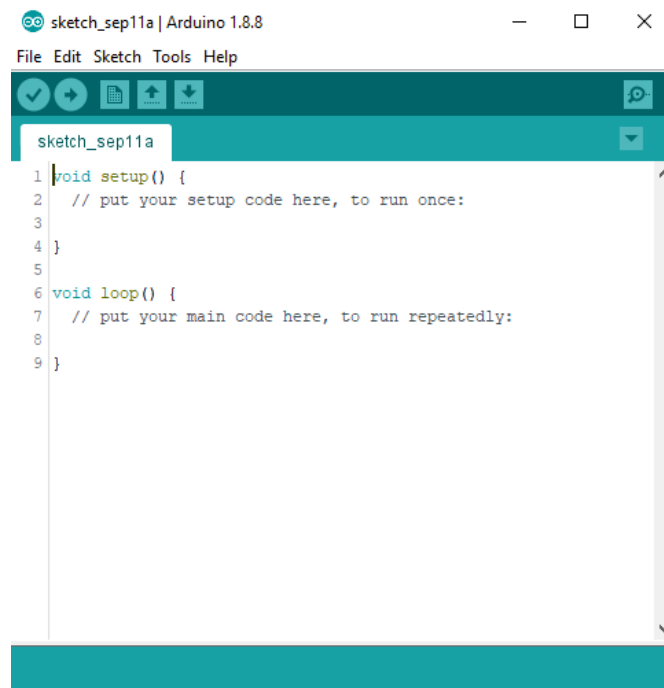 sketch_sep11a | Arduino 1.8.8
File Edit Sketch Tools Help
sketch_sep11a
1 void setup() {
2   // put your setup code here, to run once:
3
4 }
5
6 void loop() {
7   // put your main code here, to run repeatedly:
8
9 }